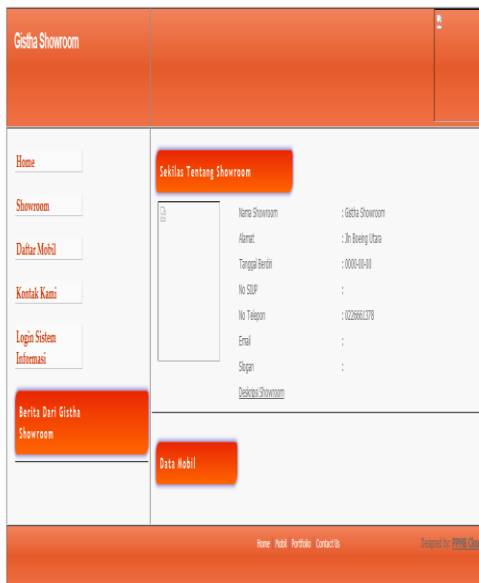 Gistha Showroom
Home
Showroom
Daftar Mobil
Kontak Kami
Login Sistem
Informasi
Berita Dari Gistha
Showroom
Sekilas Tentang Showroom
Nama Showroom : Gistha Showroom
Alamat : Jln Boeing Utara
Tanggal Berdiri : 0000-00-00
No SIUP :
No Telepon : 0226661378
Email :
Slogan :
Deskripsi Showroom
Data Mobil
Home Mobil Portfolio Contact Us
Designed by: